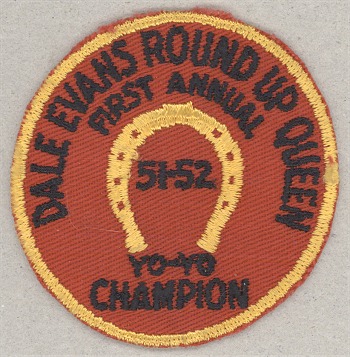 DALE EVANS ROUND UP QUEEN
FIRST ANNUAL
51-52
YO-YO
CHAMPION